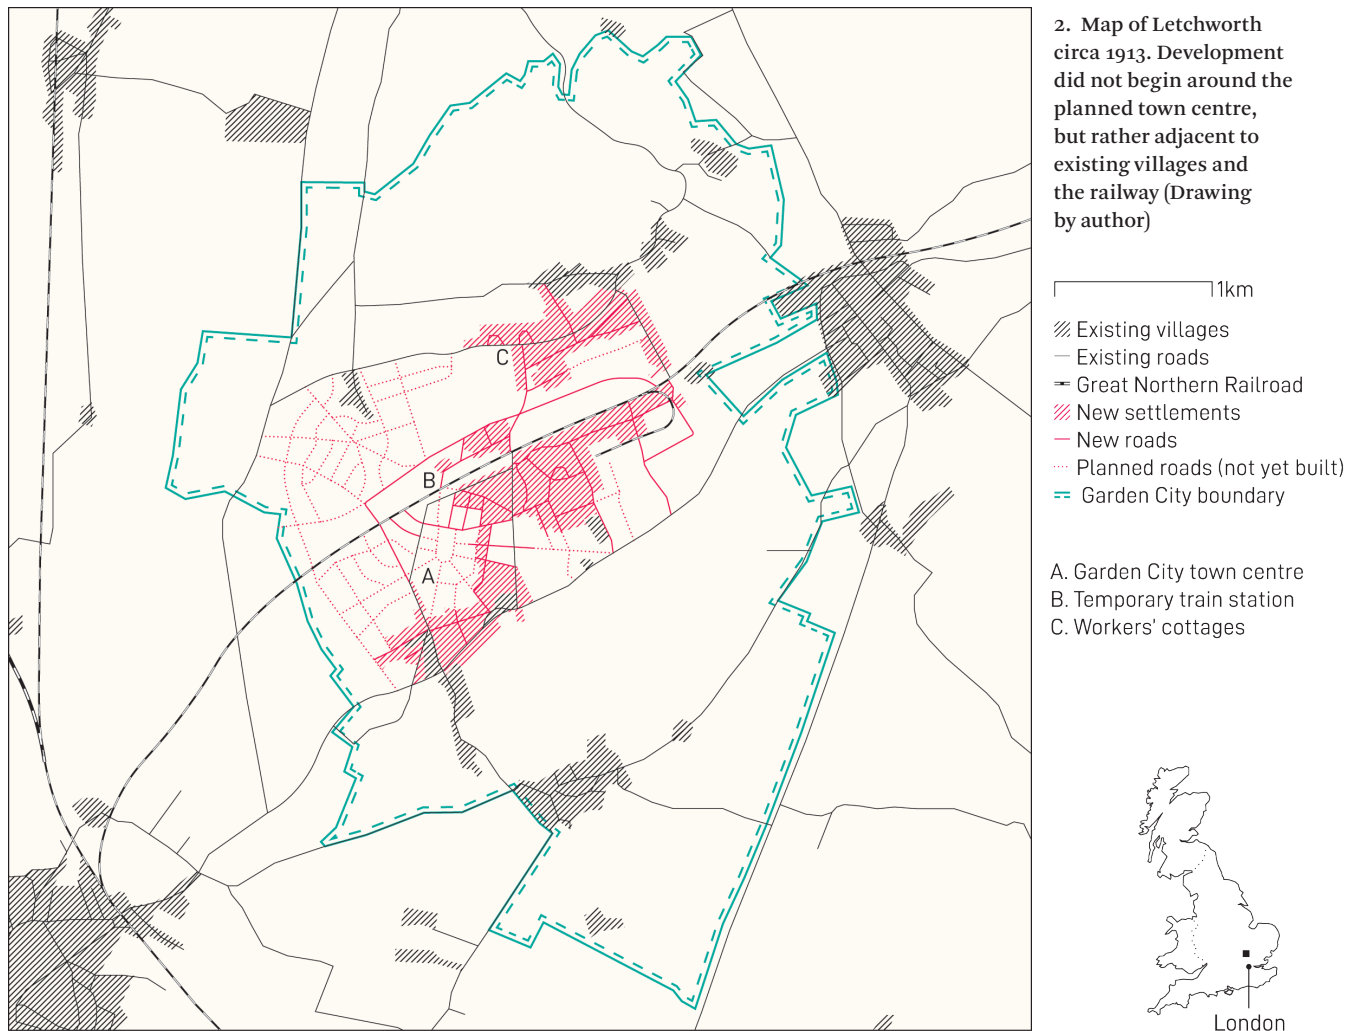 2. Map of Letchworth
circa 1913. Development
did not begin around the
planned town centre,
but rather adjacent to
existing villages and
the railway (Drawing
by author)
1km
Existing villages
Existing roads
Great Northern Railroad
New settlements
New roads
Planned roads (not yet built)
Garden City boundary
A. Garden City town centre
B. Temporary train station
C. Workers' cottages
C
B
A
London